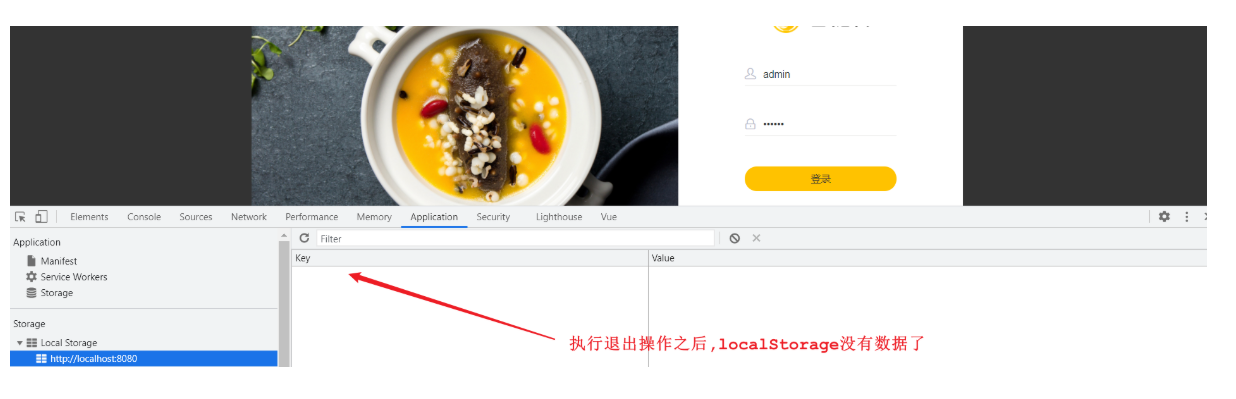 admin
••••••
登录
Elements Console Sources Network Performance Memory Application Security Lighthouse Vue
Application
Filter
Key Value
Manifest
Service Workers
Storage
Storage
Local Storage
http://localhost:8080
执行退出操作之后,localStorage没有数据了